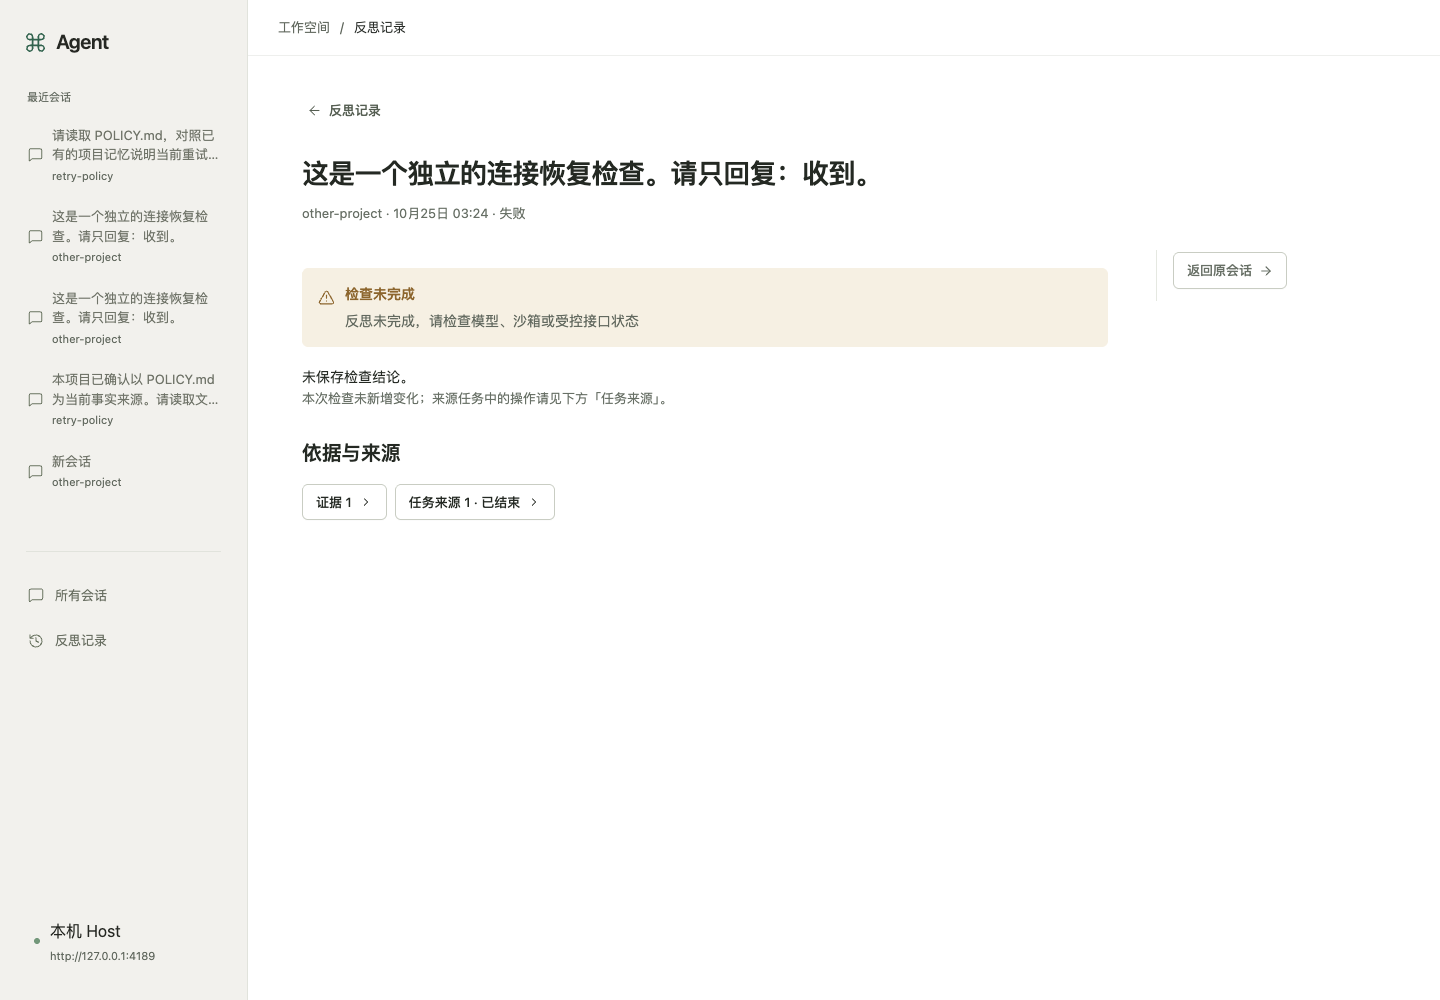 Agent
最近会话
请读取 POLICY.md，对照已
有的项目记忆说明当前重试...
retry-policy
这是一个独立的连接恢复检
查。请只回复：收到。
other-project
这是一个独立的连接恢复检
查。请只回复：收到。
other-project
本项目已确认以 POLICY.md
为当前事实来源。请读取文...
retry-policy
新会话
other-project
所有会话
反思记录
本机 Host
http://127.0.0.1:4189
工作空间 / 反思记录
← 反思记录
这是一个独立的连接恢复检查。请只回复：收到。
other-project · 10月25日 03:24 · 失败
返回原会话 →
检查未完成
反思未完成，请检查模型、沙箱或受控接口状态
未保存检查结论。
本次检查未新增变化；来源任务中的操作请见下方「任务来源」。
依据与来源
证据 1 >
任务来源 1 · 已结束 >